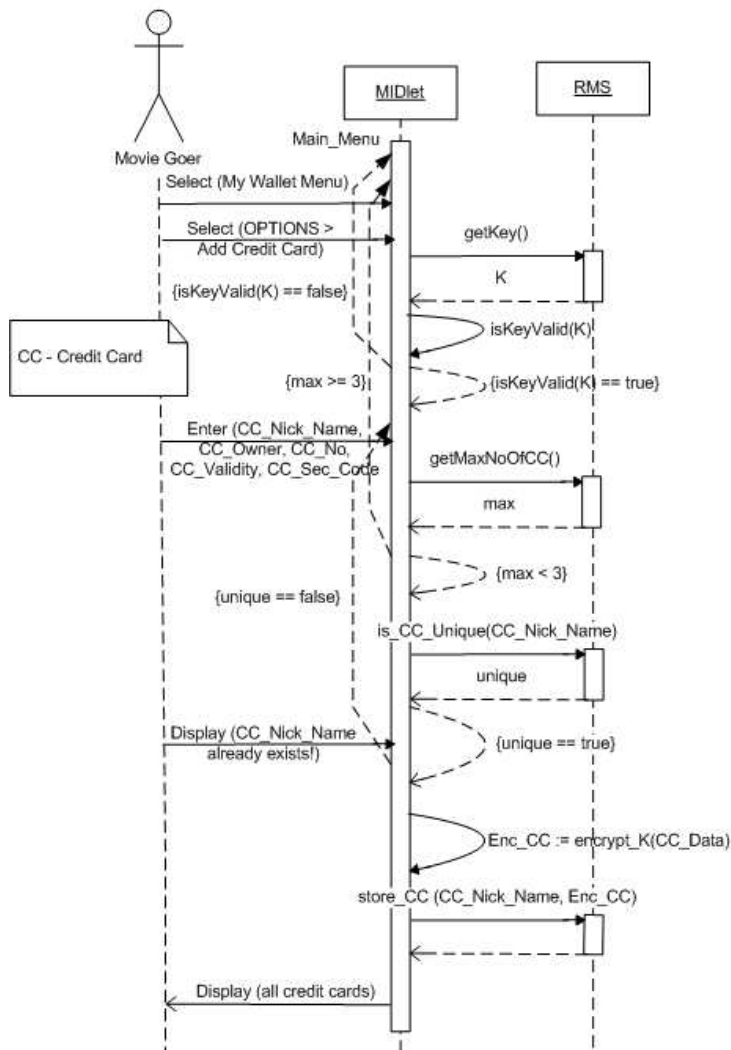 MIDlet
RMS
Main_Menu
Movie Goer
Select (My Wallet Menu)
Select (OPTIONS >
Add Credit Card)
getKey()
K
{isKeyValid(K) == false}
isKeyValid(K)
CC - Credit Card
{max >= 3}
{isKeyValid(K) == true}
Enter (CC_Nick_Name,
CC_Owner, CC_No,
CC_Validity, CC_Sec_Code
getMaxNoOfCC()
max
{max < 3}
{unique == false}
is_CC_Unique(CC_Nick_Name)
unique
Display (CC_Nick_Name
already exists!)
{unique == true}
Enc_CC := encrypt_K(CC_Data)
store_CC (CC_Nick_Name, Enc_CC)
Display (all credit cards)